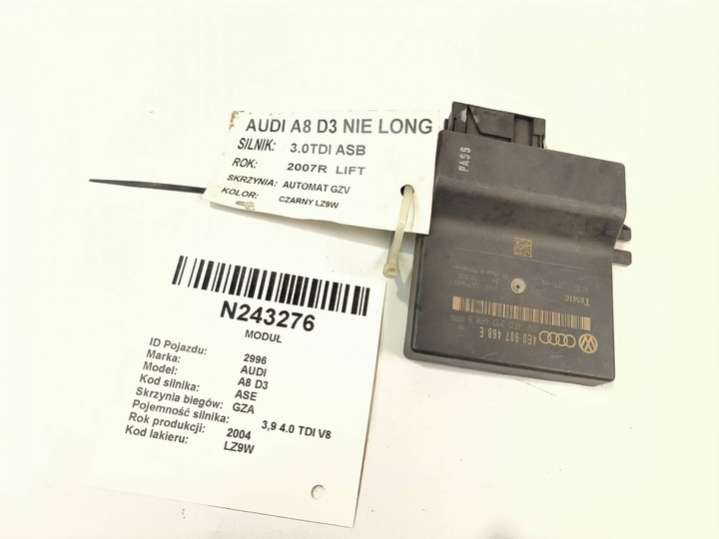 AUDI A8 D3 NIE LONG
SILNIK: 3.0TDI ASB
ROK: 2007R LIFT
SKRZYNIA: AUTOMAT GZV
KOLOR: CZARNY LZ9W
N243276
MODUŁ
ID Pojazdu: 2996
Marka: AUDI
Model: A8 D3
Kod silnika: ASE
Skrzynia biegów: GZA
Pojemność silnika: 3,9 4.0 TDI V8
Rok produkcji: 2004
Kod lakieru: LZ9W
PASS
TEMIC
4E0 907 468 E